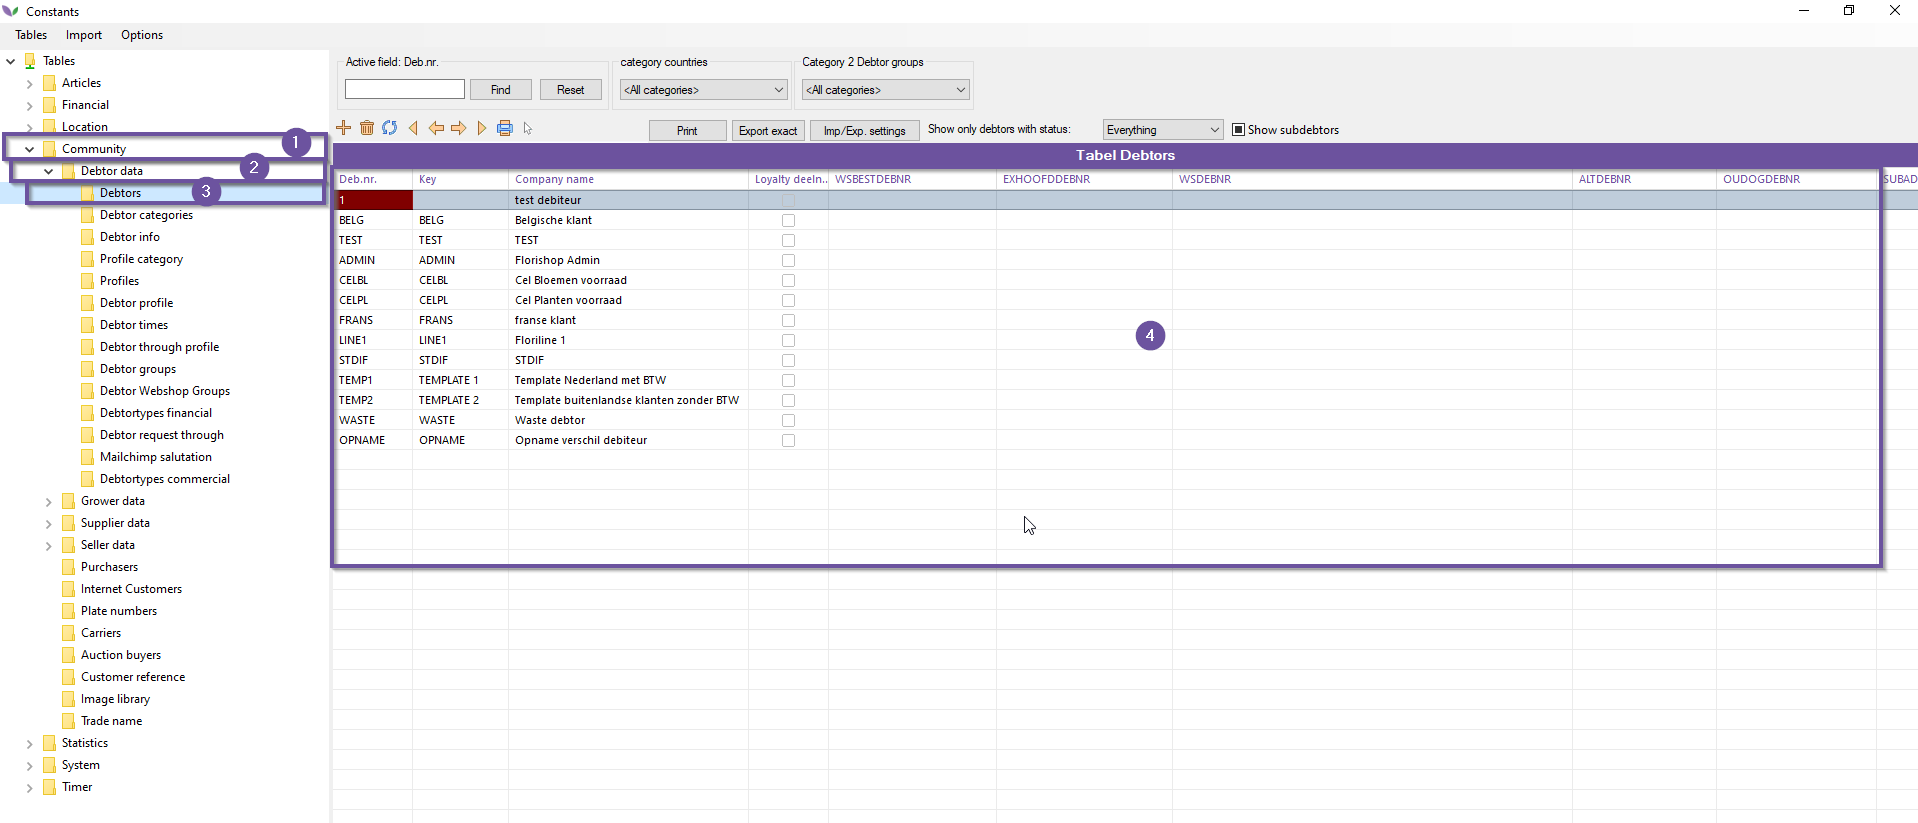 Constants
Tables Import Options
Tables
Articles
Financial
Location
Community
1
Debtor data
2
Debtors
3
Debtor categories
Debtor info
Profile category
Profiles
Debtor profile
Debtor times
Debtor through profile
Debtor groups
Debtor Webshop Groups
Debtortypes financial
Debtor request through
Mailchimp salutation
Debtortypes commercial
Grower data
Supplier data
Seller data
Purchasers
Internet Customers
Plate numbers
Carriers
Auction buyers
Customer reference
Image library
Trade name
Statistics
System
Timer
Active field: Deb.nr. category countries Category 2 Debtor groups
Find Reset <All categories> <All categories>
Print Export exact Imp/Exp. settings Show only debtors with status: Everything Show subdebtors
Tabel Debtors
Deb.nr. Key Company name Loyalty deeln.. WSBESTDEBNR EXHOOFDDEBNR WSDEBNR ALTDEBNR OUDOGDEBNR SUBAD
1 test debiteur
BELG BELG Belgische klant
TEST TEST TEST
ADMIN ADMIN Florishop Admin
CELBL CELBL Cel Bloemen voorraad
CELPL CELPL Cel Planten voorraad
FRANS FRANS franse klant
LINE1 LINE1 Floriline 1
4
STDIF STDIF STDIF
TEMP1 TEMPLATE 1 Template Nederland met BTW
TEMP2 TEMPLATE 2 Template buitenlandse klanten zonder BTW
WASTE WASTE Waste debtor
OPNAME OPNAME Opname verschil debiteur